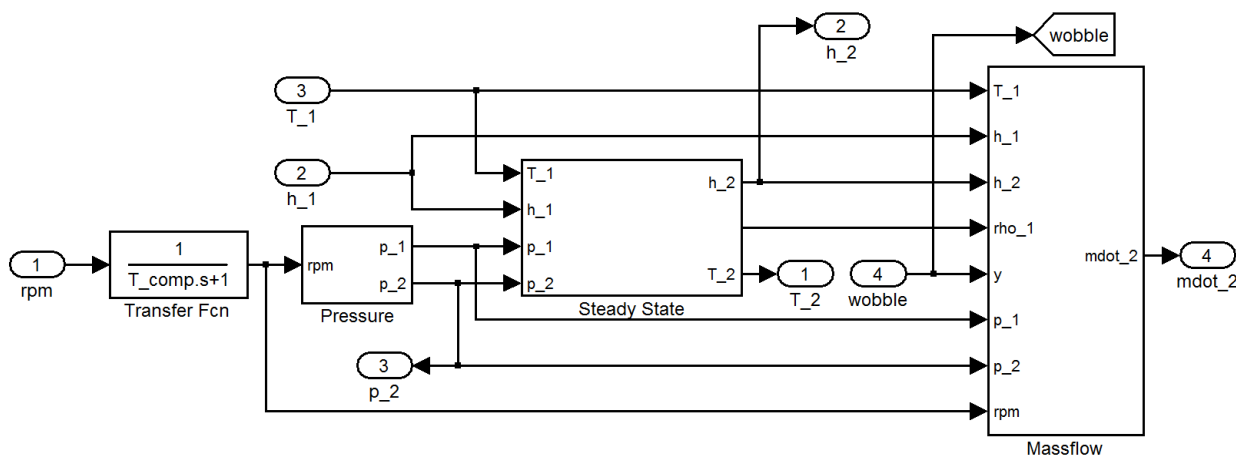 2
h_2
wobble
3
T_1
2
h_1
1
rpm
1
T_comp.s+1
Transfer Fcn
rpm
p_1
p_2
Pressure
T_1
h_1
p_1
p_2
h_2
T_2
Steady State
3
p_2
1
T_2
4
wobble
T_1
h_1
h_2
rho_1
y
p_1
p_2
rpm
mdot_2
Massflow
4
mdot_2